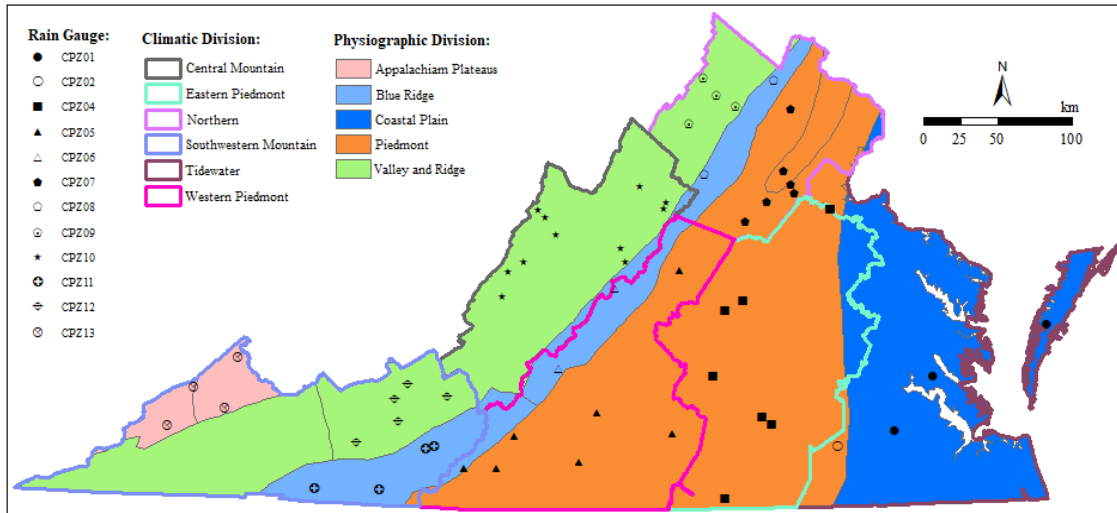 Rain Gauge:
CPZ01
CPZ02
CPZ04
CPZ05
CPZ06
CPZ07
CPZ08
CPZ09
CPZ10
CPZ11
CPZ12
CPZ13
Climatic Division:
Central Mountain
Eastern Piedmont
Northern
Southwestern Mountain
Tidewater
Western Piedmont
Physiographic Division:
Appalachiam Plateaus
Blue Ridge
Coastal Plain
Piedmont
Valley and Ridge
N
km
0 25 50 100